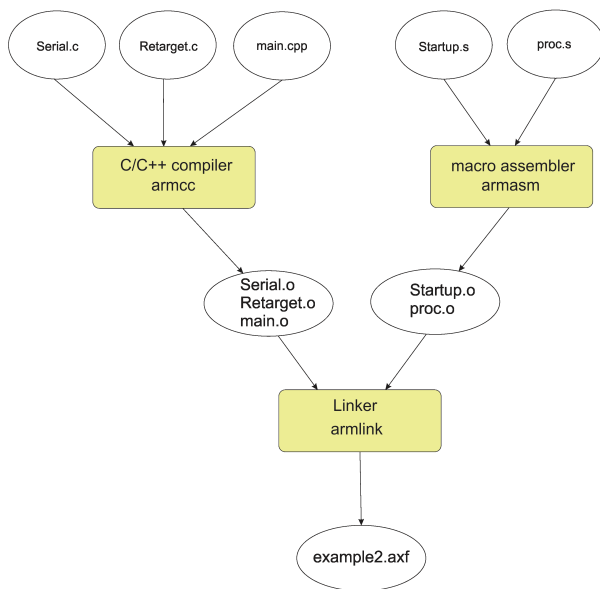 Serial.c
Retarget.c
main.cpp
Startup.s
proc.s
C/C++ compiler
armcc
macro assembler
armasm
Serial.o
Retarget.o
main.o
Startup.o
proc.o
Linker
armlink
example2.axf